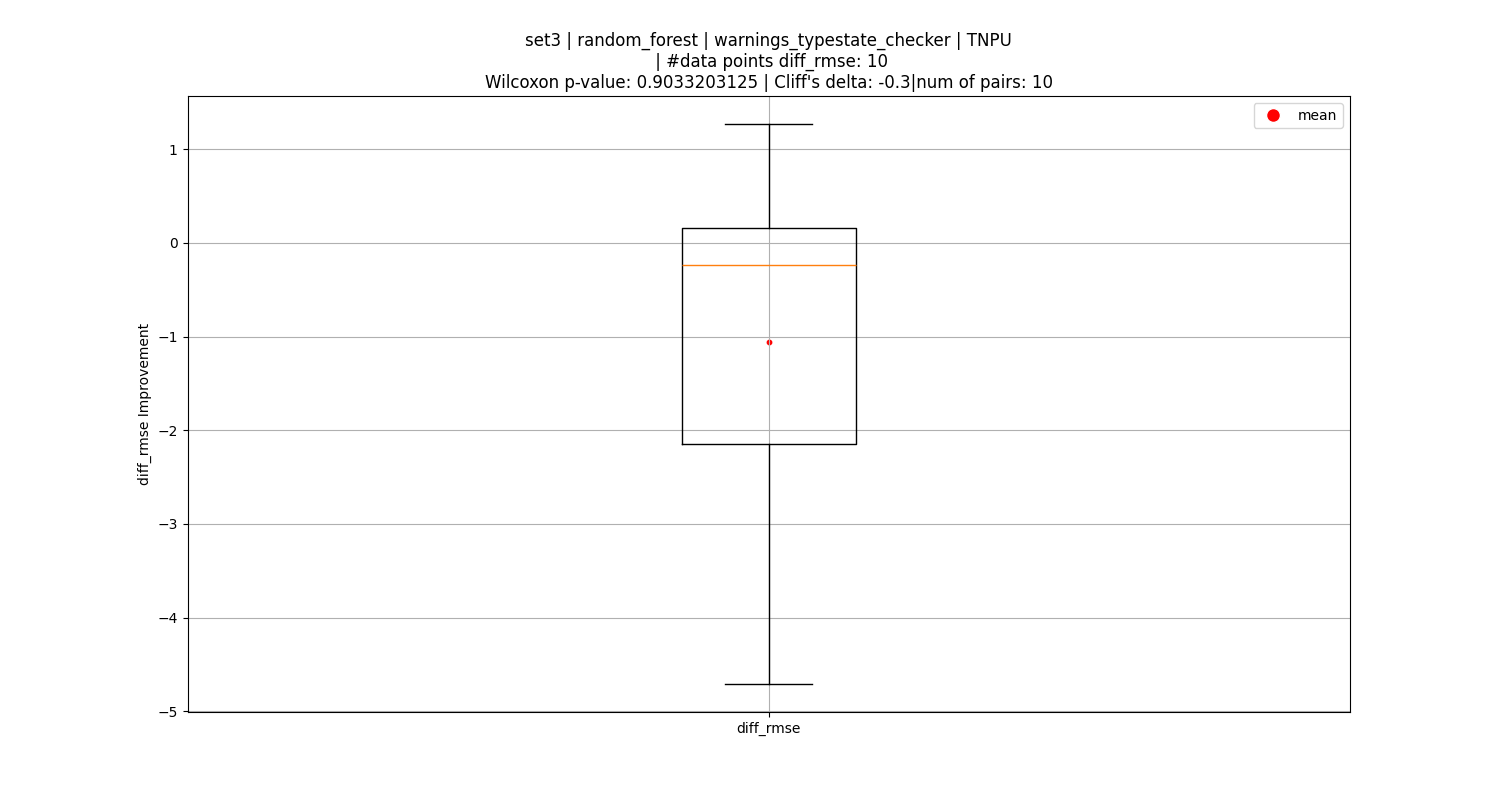 set3 | random_forest | warnings_typestate_checker | TNPU
| #data points diff_rmse: 10
Wilcoxon p-value: 0.9033203125 | Cliff's delta: -0.3|num of pairs: 10
mean
1
0
−1
−2
−3
−4
−5
diff_rmse Improvement
diff_rmse